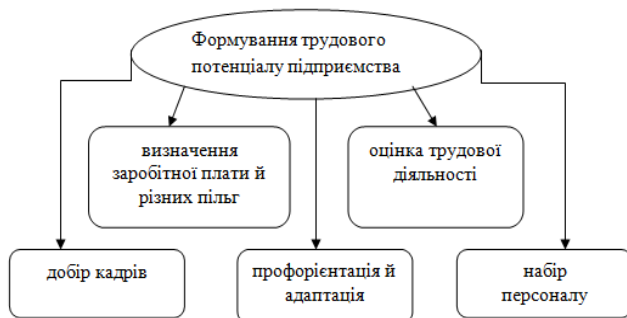 Формування трудового
потенціалу підприємства
визначення
заробітної плати й
різних пільг
оцінка трудової
діяльності
добір кадрів
профорієнтація й
адаптація
набір
персоналу